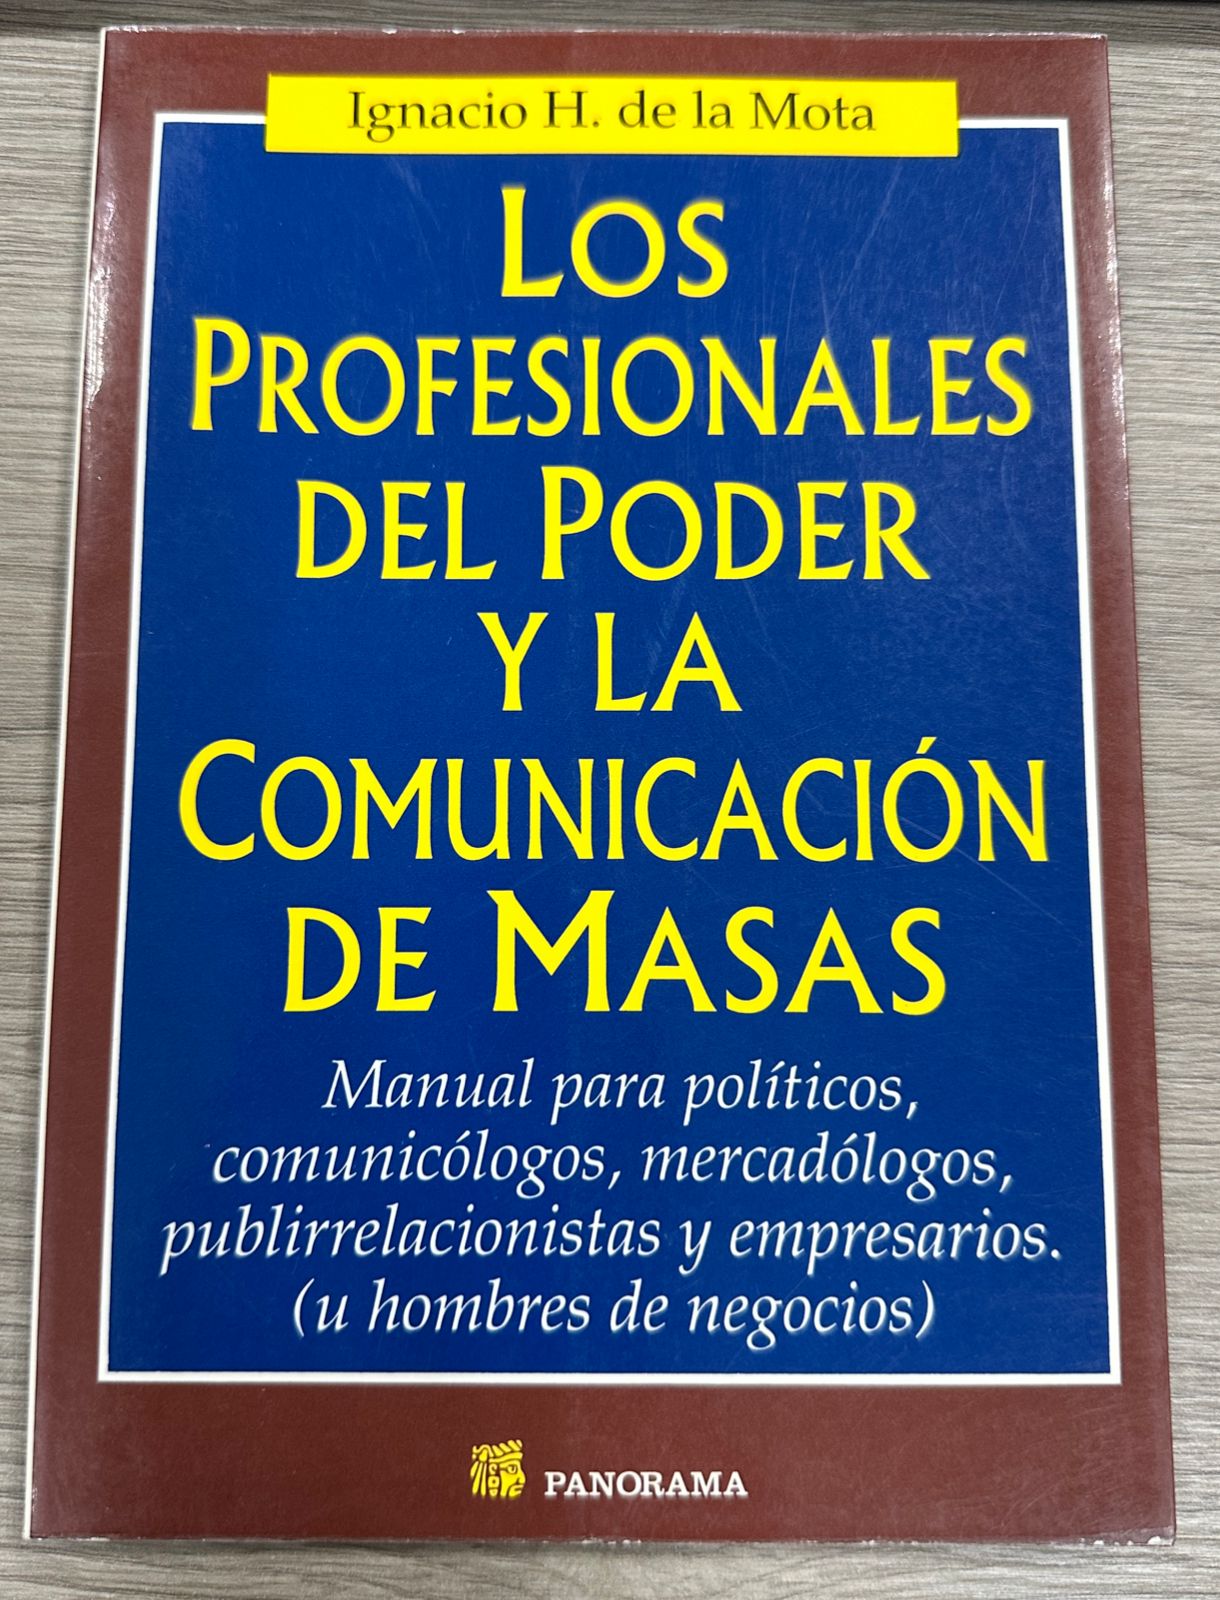 Ignacio H. de la Mota
LOS
PROFESIONALES
DEL PODER
Y LA
COMUNICACIÓN
DE MASAS
Manual para políticos,
comunicólogos, mercadólogos,
publirrelacionistas y empresarios.
(u hombres de negocios)
PANORAMA